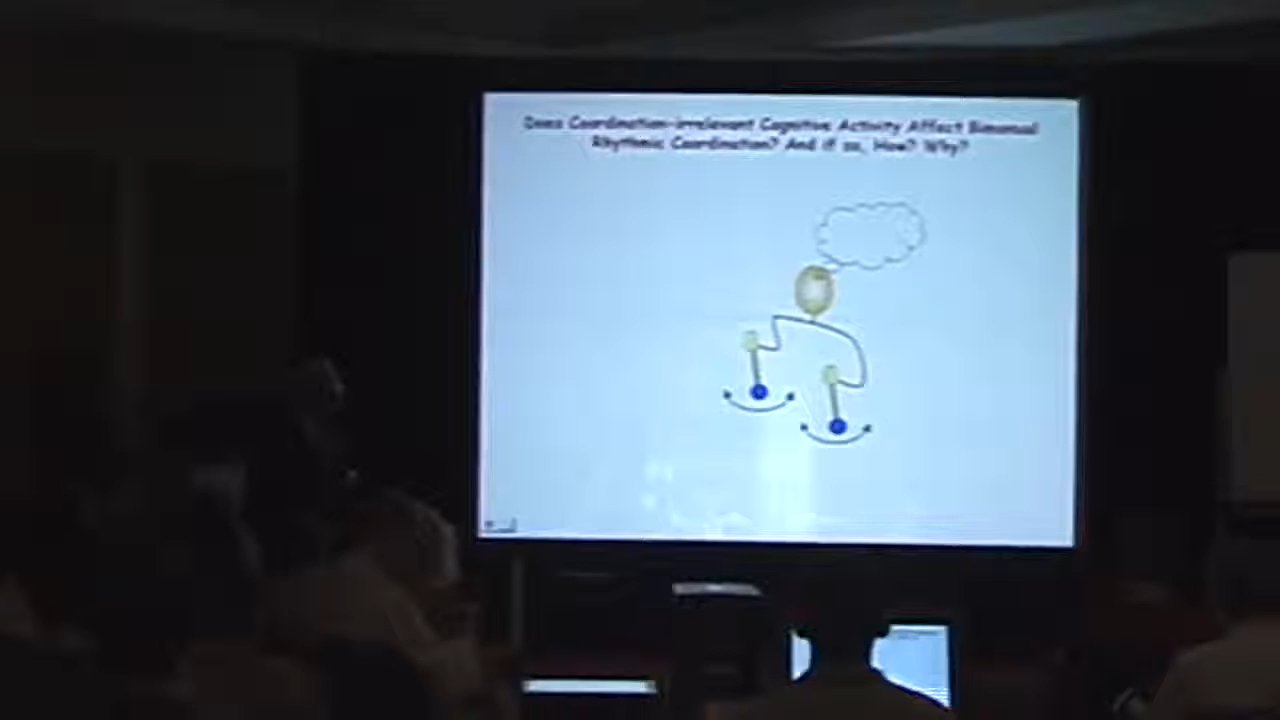 Does Coordination-irrelevant Cognitive Activity Affect Bimanual
Rhythmic Coordination? And if so, How? Why?